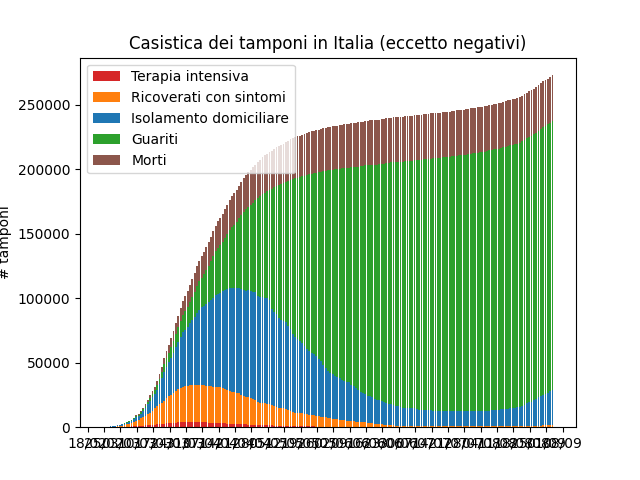 Casistica dei tamponi in Italia (eccetto negativi)
Terapia intensiva
Ricoverati con sintomi
Isolamento domiciliare
Guariti
Morti
# tamponi
250000
200000
150000
100000
50000
0